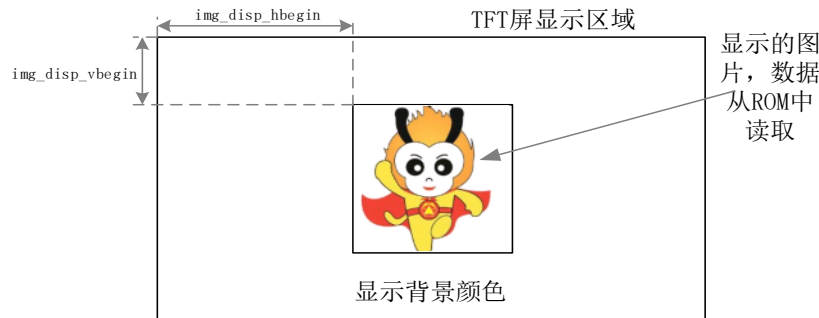 img_disp_hbegin
TFT屏显示区域
img_disp_vbegin
显示的图
片，数据
从ROM中
读取
显示背景颜色